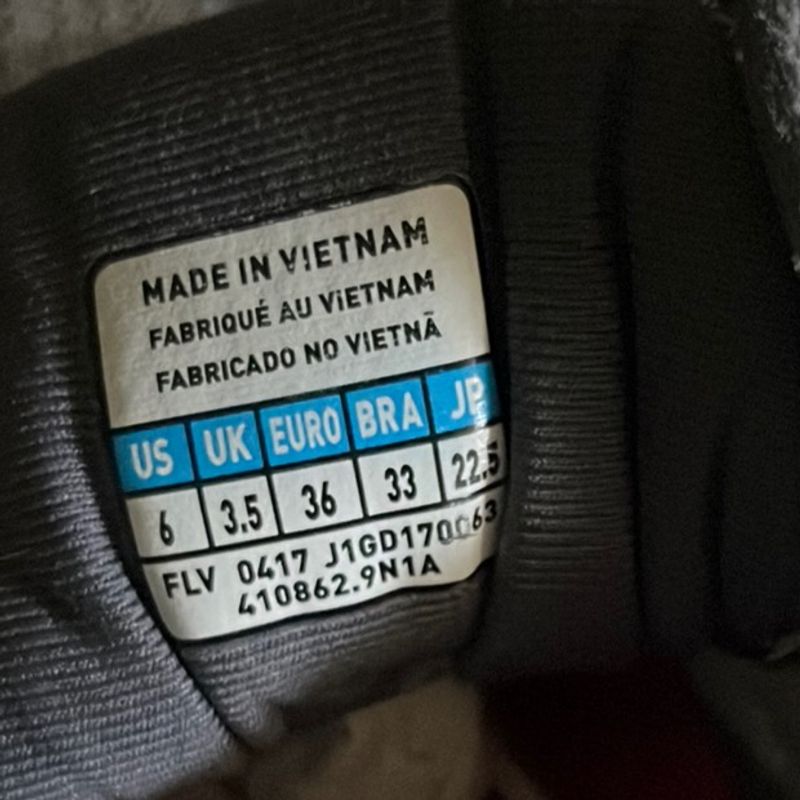 MADE IN VIETNAM
FABRIQUÉ AU VIETNAM
FABRICADO NO VIETNÃ
US UK EURO BRA JP
6 3.5 36 33 22.5
FLV 0417 J1GD170063
410862.9N1A